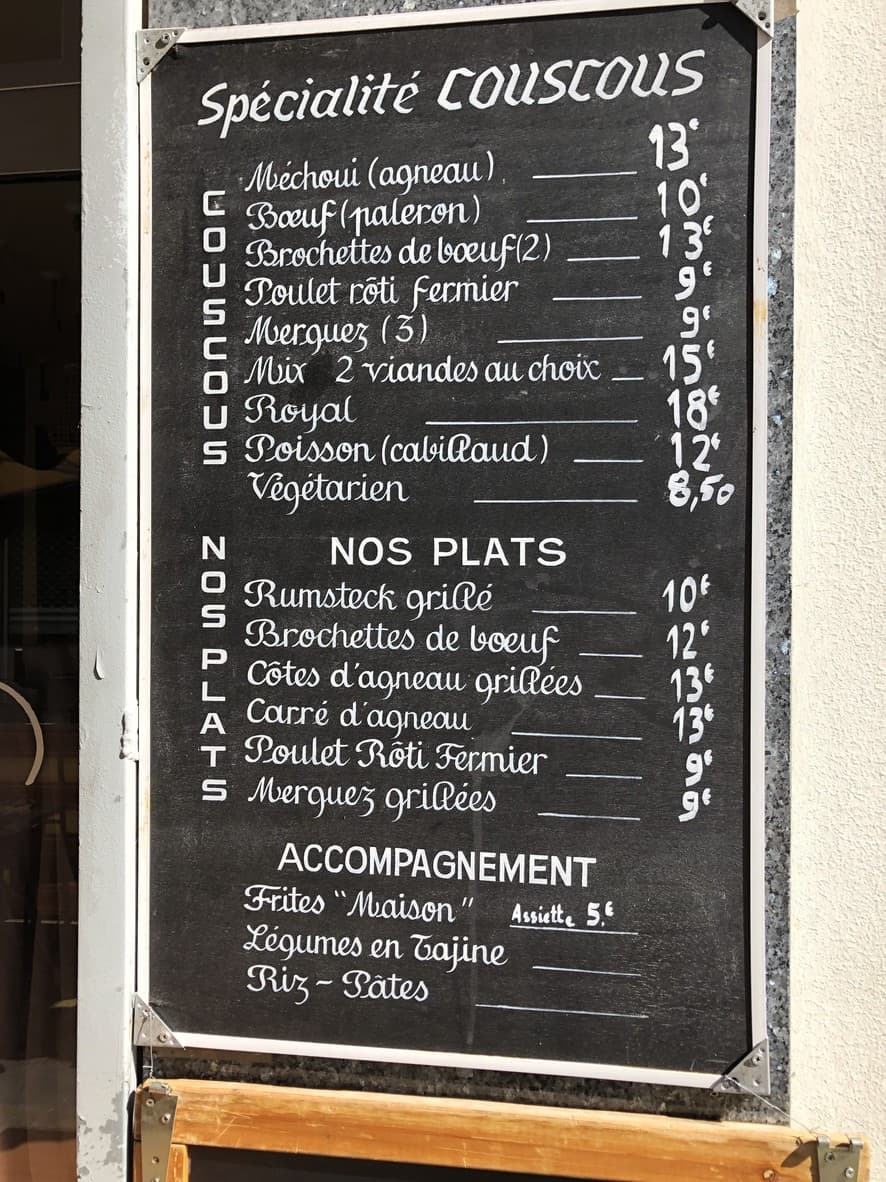 Spécialité COUSCOUS
COUSCOUS
Méchoui (agneau) 13€
Bœuf (paleron) 10€
Brochettes de bœuf (2) 13€
Poulet rôti fermier 9€
Merguez (3) 9€
Mix 2 viandes au choix 15€
Royal 18€
Poisson (cabillaud) 12€
Végétarien 8,50
NOS PLATS
NOS PLATS
Rumsteck grillé 10€
Brochettes de boeuf 12€
Côtes d'agneau grillées 13€
Carré d'agneau 13€
Poulet Rôti Fermier 9€
Merguez grillées 9€
ACCOMPAGNEMENT
Frites "Maison" Assiette 5.€
Légumes en Tajine
Riz - Pâtes